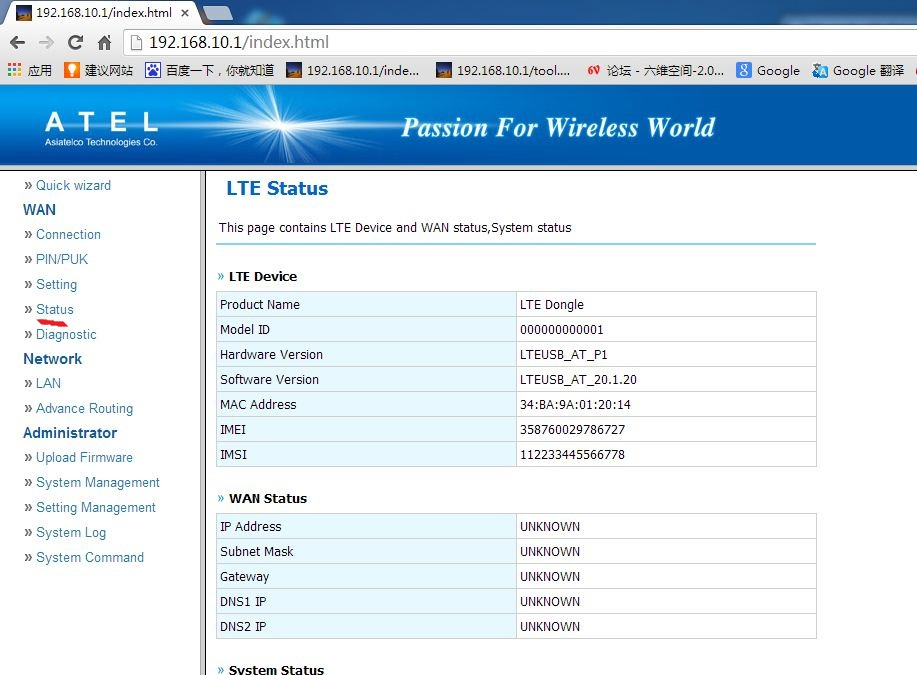 192.168.10.1/index.html
192.168.10.1/index.html
应用 建议网站 百度一下，你就知道 192.168.10.1/inde... 192.168.10.1/tool.... 6V 论坛 - 六维空间-2.0... Google Google 翻译
ATEL
Asiatelco Technologies Co.
Passion For Wireless World
» Quick wizard
WAN
» Connection
» PIN/PUK
» Setting
» Status
» Diagnostic
Network
» LAN
» Advance Routing
Administrator
» Upload Firmware
» System Management
» Setting Management
» System Log
» System Command
LTE Status
This page contains LTE Device and WAN status,System status
» LTE Device
Product Name LTE Dongle
Model ID 000000000001
Hardware Version LTEUSB_AT_P1
Software Version LTEUSB_AT_20.1.20
MAC Address 34:BA:9A:01:20:14
IMEI 358760029786727
IMSI 112233445566778
» WAN Status
IP Address UNKNOWN
Subnet Mask UNKNOWN
Gateway UNKNOWN
DNS1 IP UNKNOWN
DNS2 IP UNKNOWN
» System Status